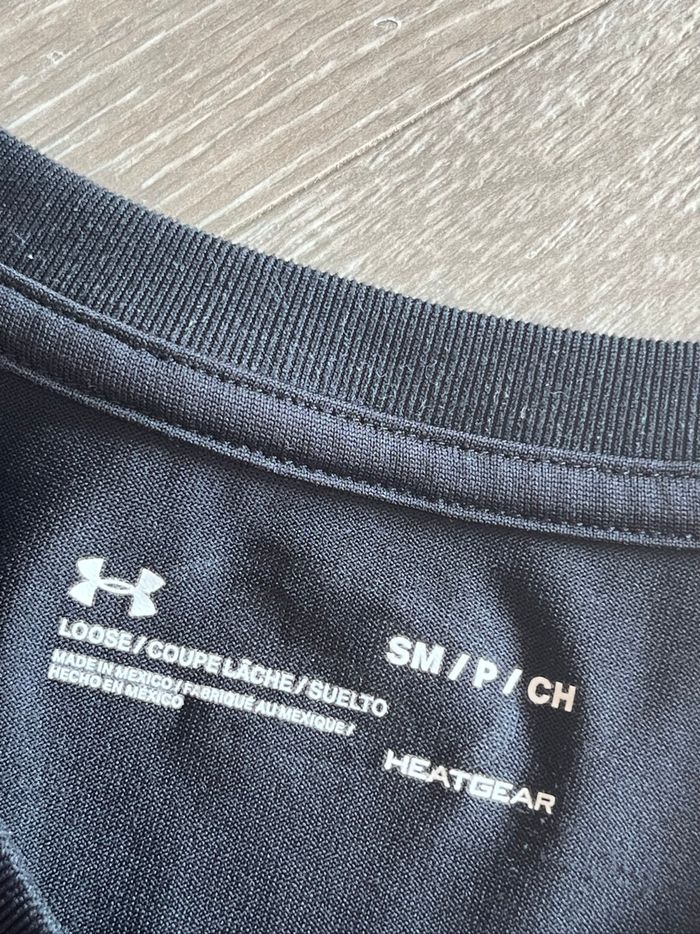 LOOSE / COUPE LÂCHE / SUELTO
MADE IN MEXICO / FABRIQUÉ AU MEXIQUE /
HECHO EN MÉXICO
SM / P / CH
HEATGEAR